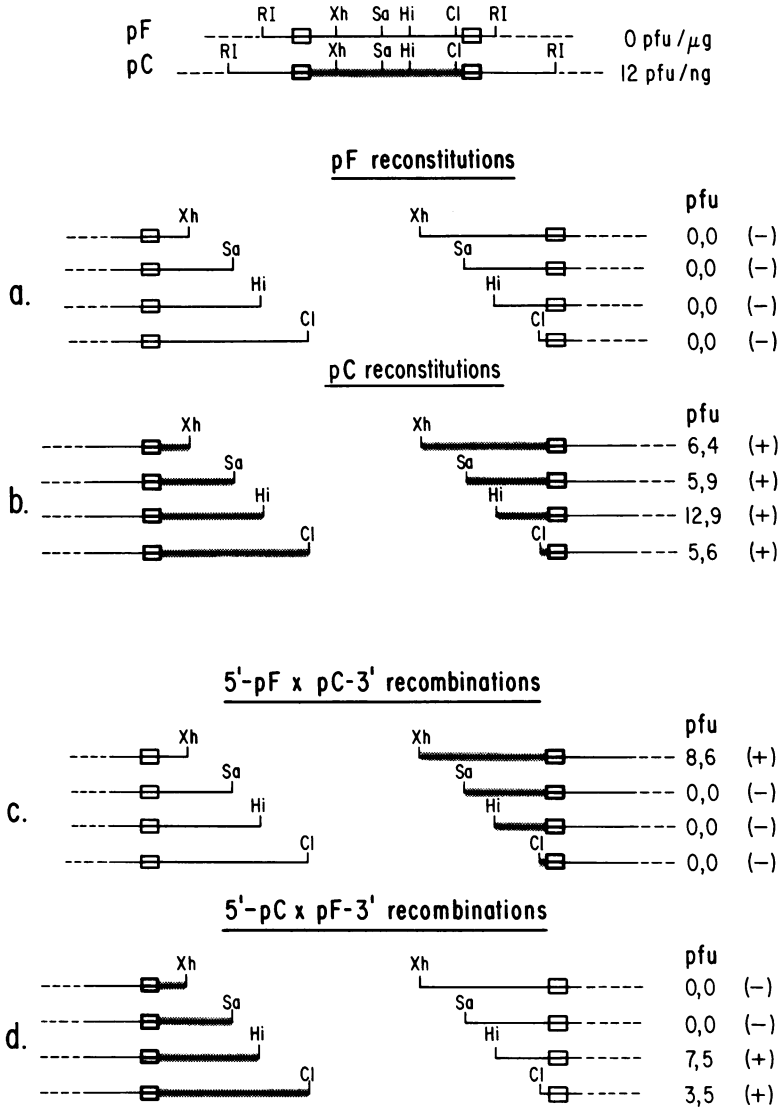 RI Xh Sa Hi Cl RI
pF 0 pfu/μg
RI Xh Sa Hi Cl RI
pC 12 pfu/ng
pF reconstitutions
pfu
Xh Xh
0,0 (−)
Sa Sa
0,0 (−)
a.
Hi Hi
0,0 (−)
Cl Cl
0,0 (−)
pC reconstitutions
pfu
Xh Xh
6,4 (+)
Sa Sa
5,9 (+)
b.
Hi Hi
12,9 (+)
Cl Cl
5,6 (+)
5'-pF x pC-3' recombinations
pfu
Xh Xh
8,6 (+)
Sa Sa
0,0 (−)
c.
Hi Hi
0,0 (−)
Cl Cl
0,0 (−)
5'-pC x pF-3' recombinations
pfu
Xh Xh
0,0 (−)
Sa Sa
0,0 (−)
d.
Hi Hi
7,5 (+)
Cl Cl
3,5 (+)